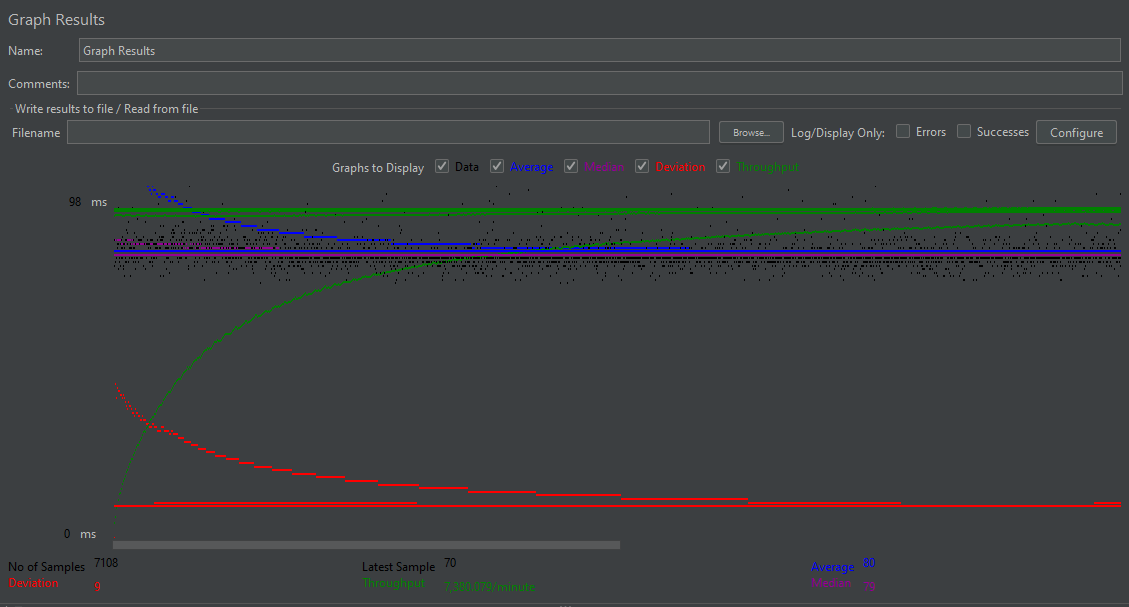 Graph Results
Name: Graph Results
Comments:
Write results to file / Read from file
Filename Browse... Log/Display Only: Errors Successes Configure
Graphs to Display Data Average Median Deviation Throughput
98 ms
0 ms
No of Samples 7108 Latest Sample 70 Average 80
Deviation 9 Throughput 7,380.079/minute Median